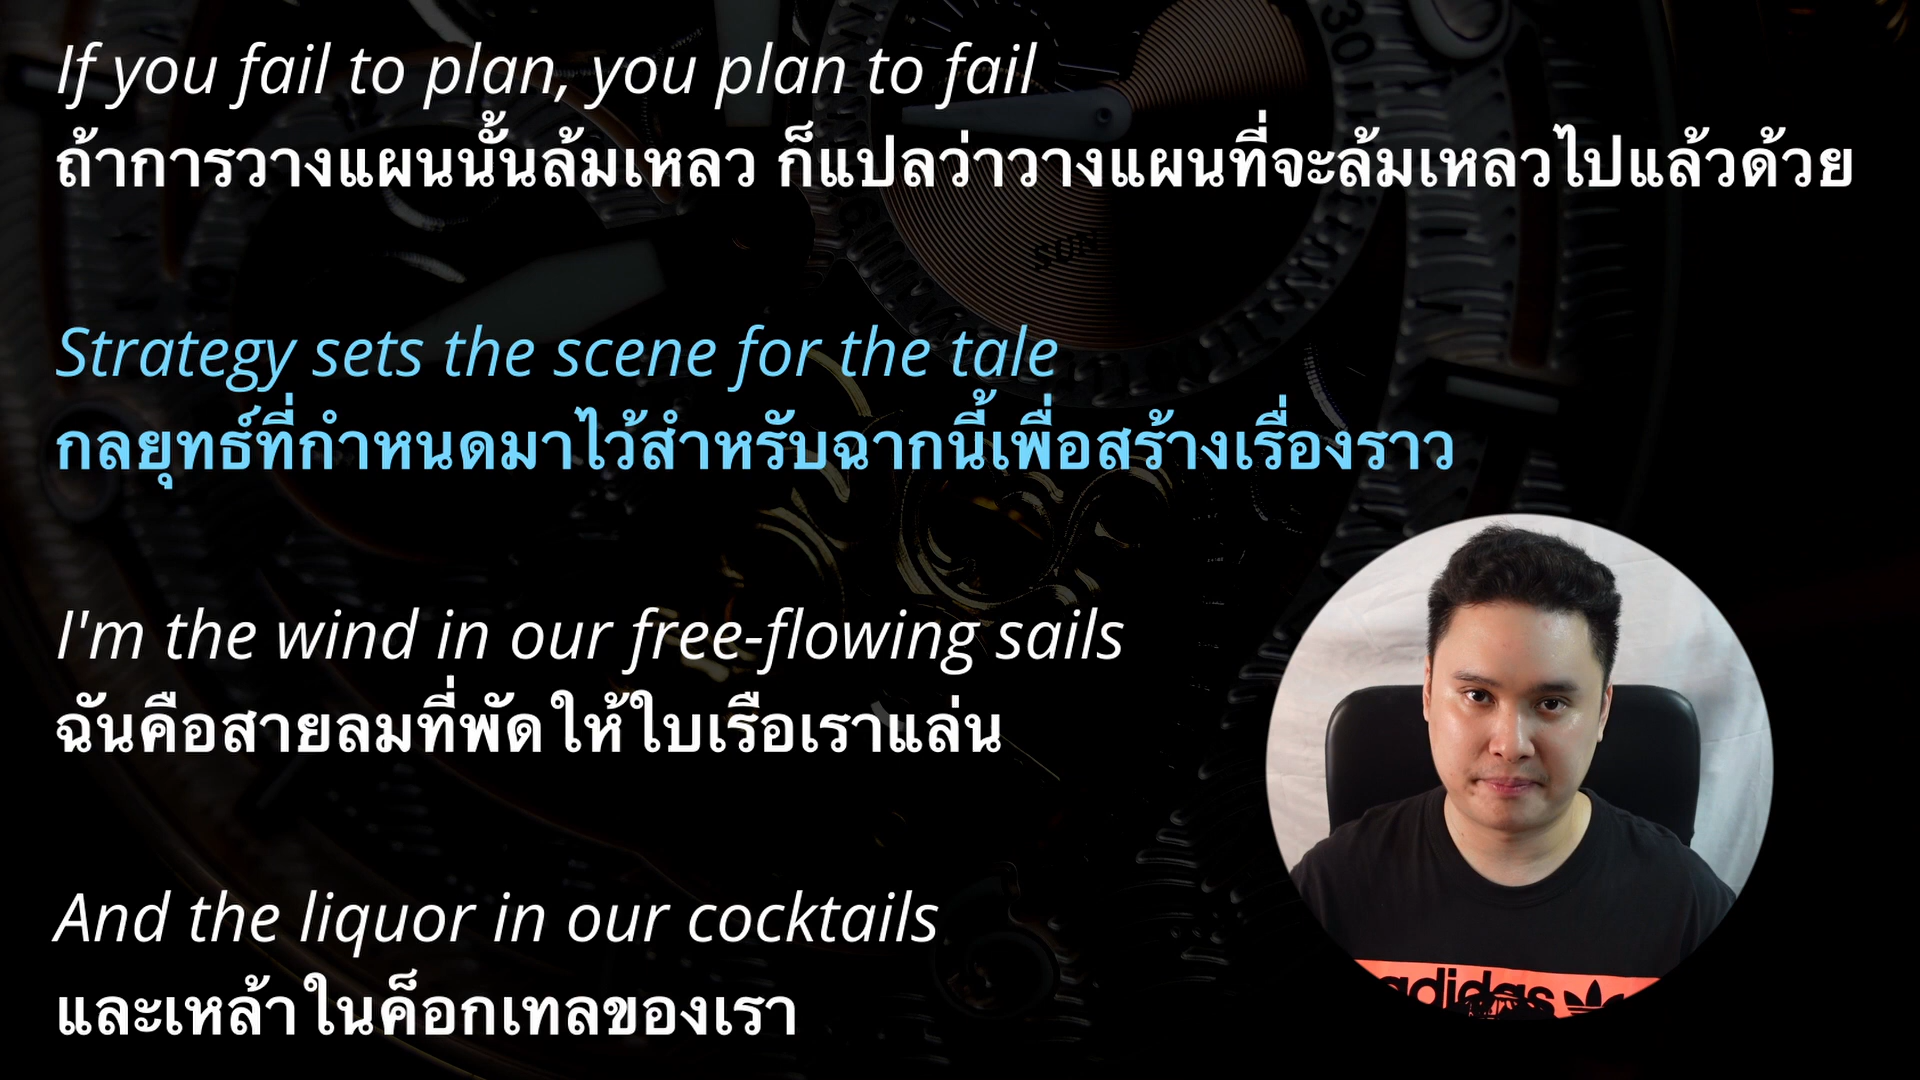 If you fail to plan, you plan to fail
ถ้าการวางแผนนั้นล้มเหลว ก็แปลว่าวางแผนที่จะล้มเหลวไปแล้วด้วย
Strategy sets the scene for the tale
กลยุทธ์ที่กำหนดมาไว้สำหรับฉากนี้เพื่อสร้างเรื่องราว
I'm the wind in our free-flowing sails
ฉันคือสายลมที่พัดให้ใบเรือเราแล่น
And the liquor in our cocktails
และเหล้าในค็อกเทลของเรา
adidas
30
SUN